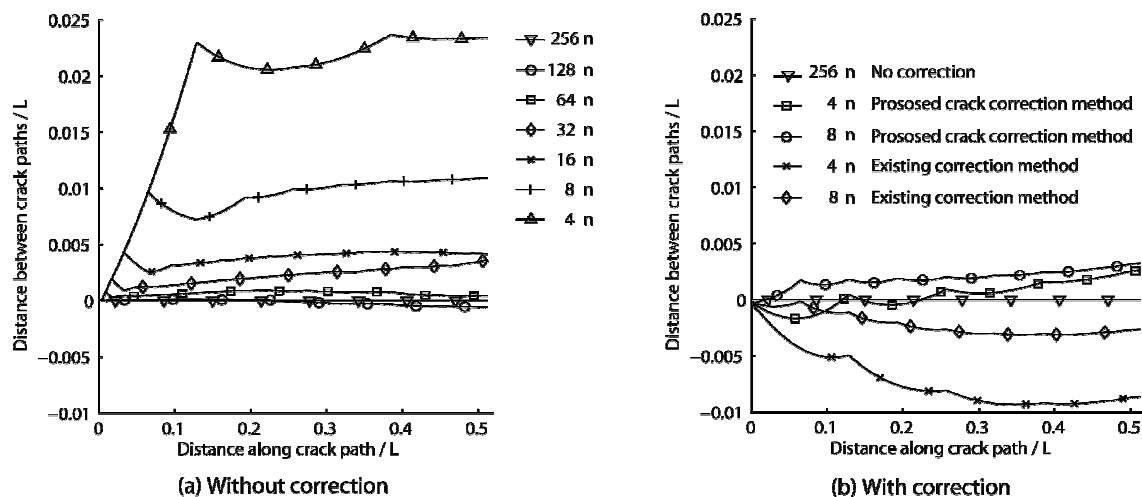 (a)
0.025
0.02
0.015
0.01
0.005
0
−0.005
−0.01
Distance between crack paths / L
0 0.1 0.2 0.3 0.4 0.5
Distance along crack path / L
256 n
128 n
64 n
32 n
16 n
8 n
4 n
(a) Without correction
(b)
0.025
0.02
0.015
0.01
0.005
0
−0.005
−0.01
Distance between crack paths / L
0 0.1 0.2 0.3 0.4 0.5
Distance along crack path / L
256 n No correction
4 n Prososed crack correction method
8 n Prososed crack correction method
4 n Existing correction method
8 n Existing correction method
(b) With correction